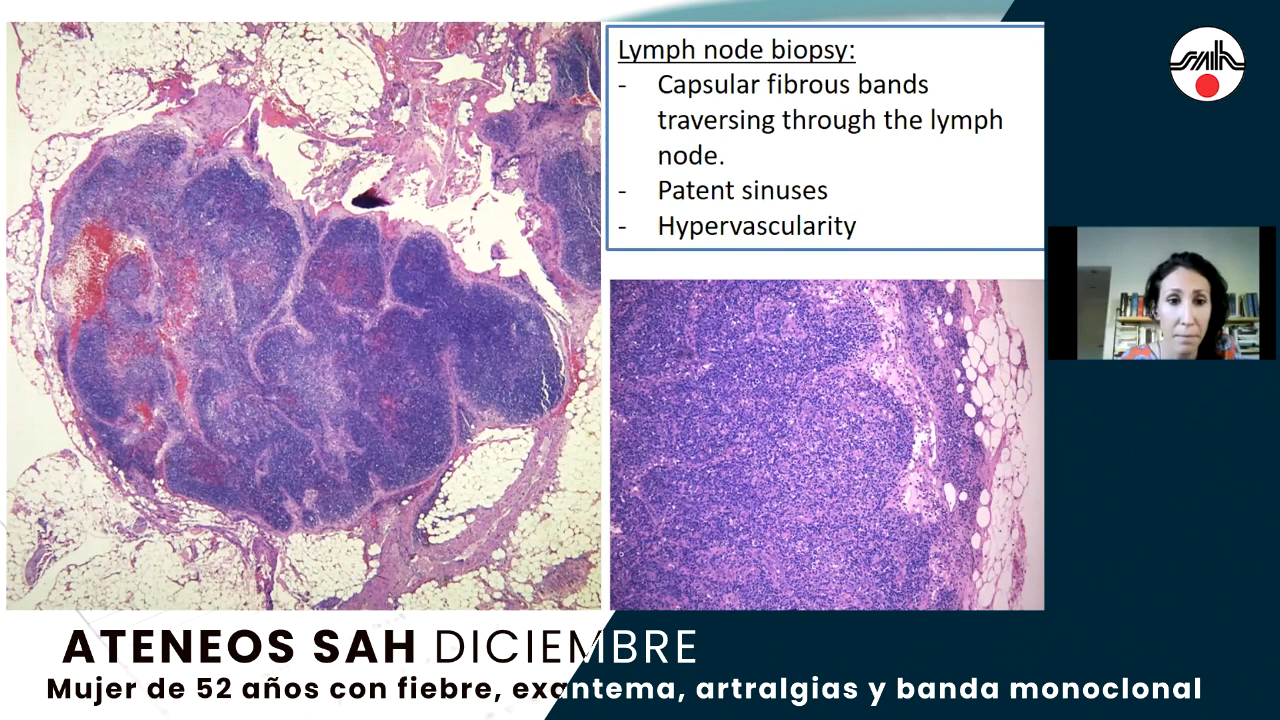 Lymph node biopsy:
- Capsular fibrous bands
traversing through the lymph
node.
- Patent sinuses
- Hypervascularity
ATENEOS SAH DICIEMBRE
Mujer de 52 años con fiebre, exantema, artralgias y banda monoclonal